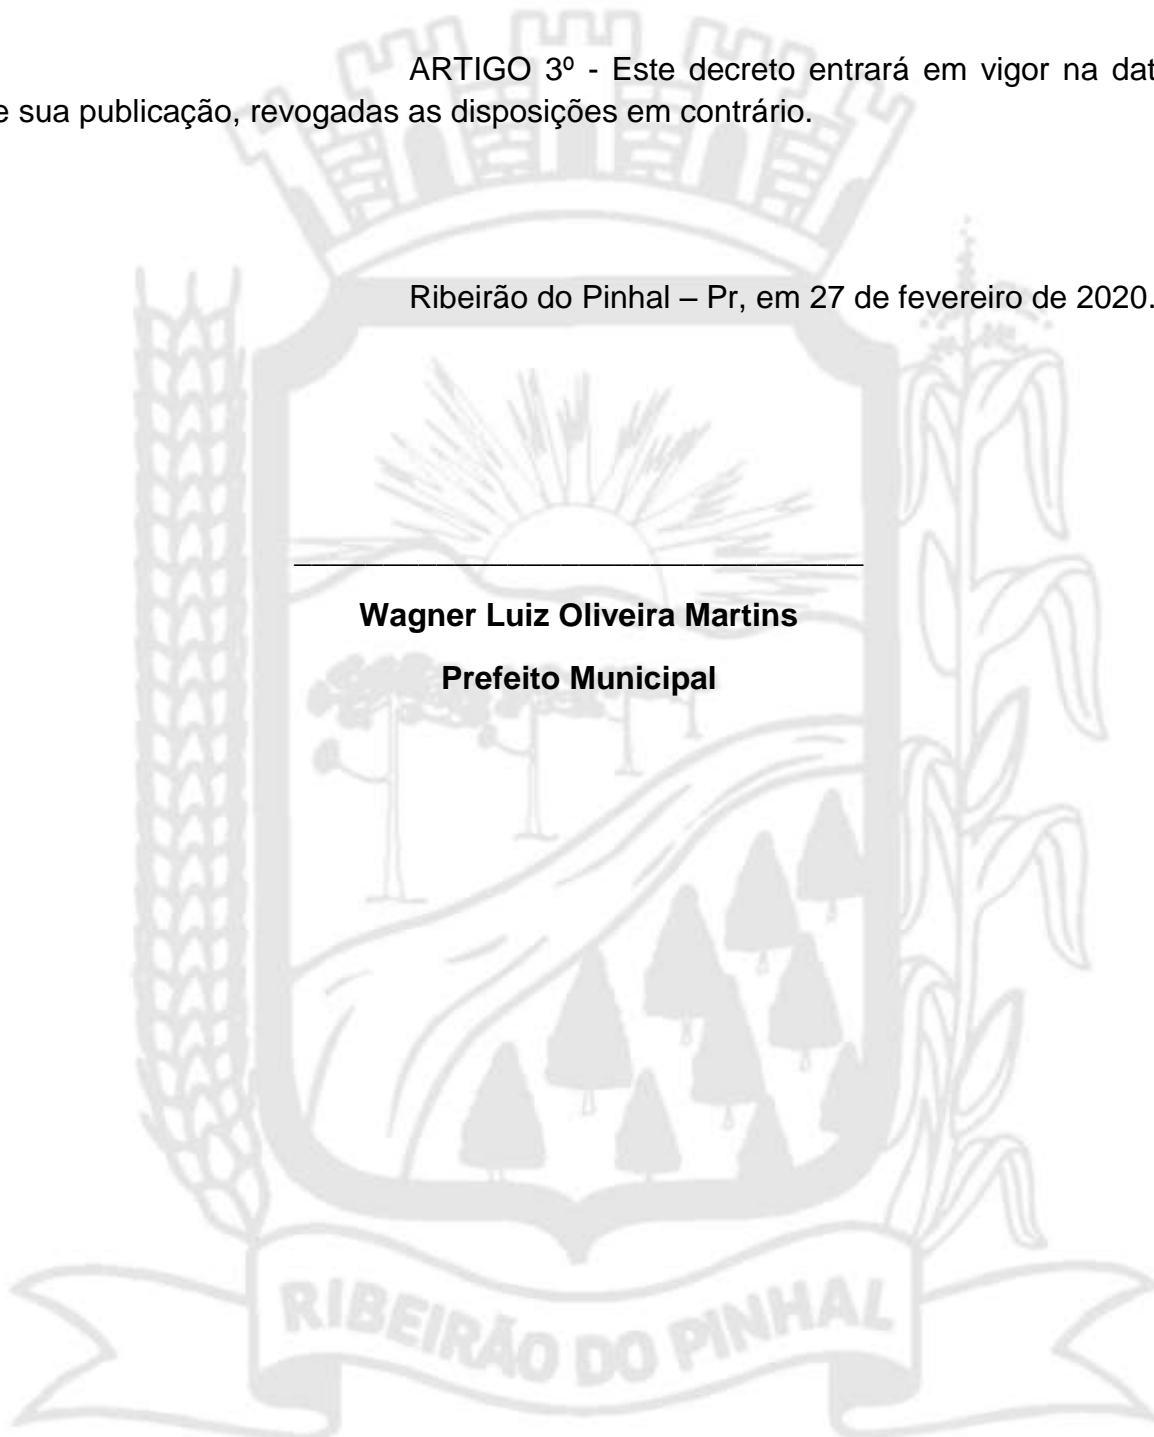 ARTIGO 3º - Este decreto entrará em vigor na dat
e sua publicação, revogadas as disposições em contrário.
Ribeirão do Pinhal – Pr, em 27 de fevereiro de 2020.
Wagner Luiz Oliveira Martins
Prefeito Municipal
RIBEIRÃO DO PINHAL